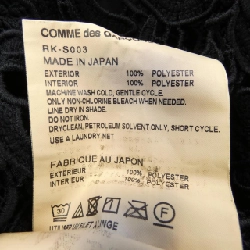 COMME des GARÇONS
RK-S003
MADE IN JAPAN
EXTERIOR 100% POLYESTER
INTERIOR 100% POLYESTER
MACHINE WASH COLD, GENTLE CYCLE.
ONLY NON-CHLORINE BLEACH WHEN NEEDED.
LINE DRY IN SHADE.
DO NOT IRON.
DRYCLEAN, PETROLEUM SOLVENT ONLY, SHORT CYCLE.
USE A LAUNDRY NET.
FABRIQUE AU JAPON
EXTÉRIEUR 100% POLYESTER
100% POLYESTER